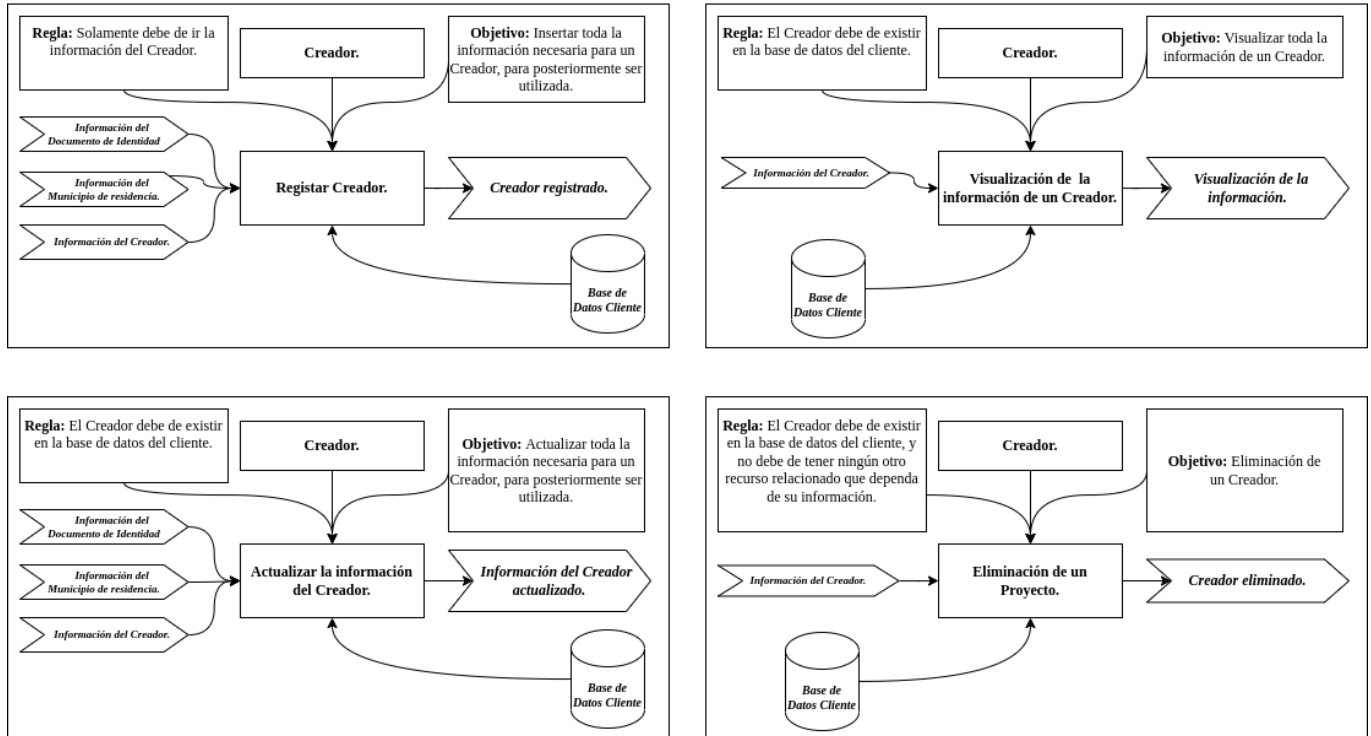 Regla: Solamente debe de ir la
información del Creador.
Creador.
Objetivo: Insertar toda la
información necesaria para un
Creador, para posteriormente ser
utilizada.
Información del
Documento de Identidad
Información del
Municipio de residencia.
Información del Creador.
Registar Creador.
Creador registrado.
Base de
Datos Cliente
Regla: El Creador debe de existir
en la base de datos del cliente.
Creador.
Objetivo: Visualizar toda la
información de un Creador.
Información del Creador.
Visualización de la
información de un Creador.
Visualización de la
información.
Base de
Datos Cliente
Regla: El Creador debe de existir
en la base de datos del cliente.
Creador.
Objetivo: Actualizar toda la
información necesaria para un
Creador, para posteriormente ser
utilizada.
Información del
Documento de Identidad
Información del
Municipio de residencia.
Información del Creador.
Actualizar la información
del Creador.
Información del Creador
actualizado.
Base de
Datos Cliente
Regla: El Creador debe de existir
en la base de datos del cliente, y
no debe de tener ningún otro
recurso relacionado que dependa
de su información.
Creador.
Objetivo: Eliminación de
un Creador.
Información del Creador.
Eliminación de un
Proyecto.
Creador eliminado.
Base de
Datos Cliente